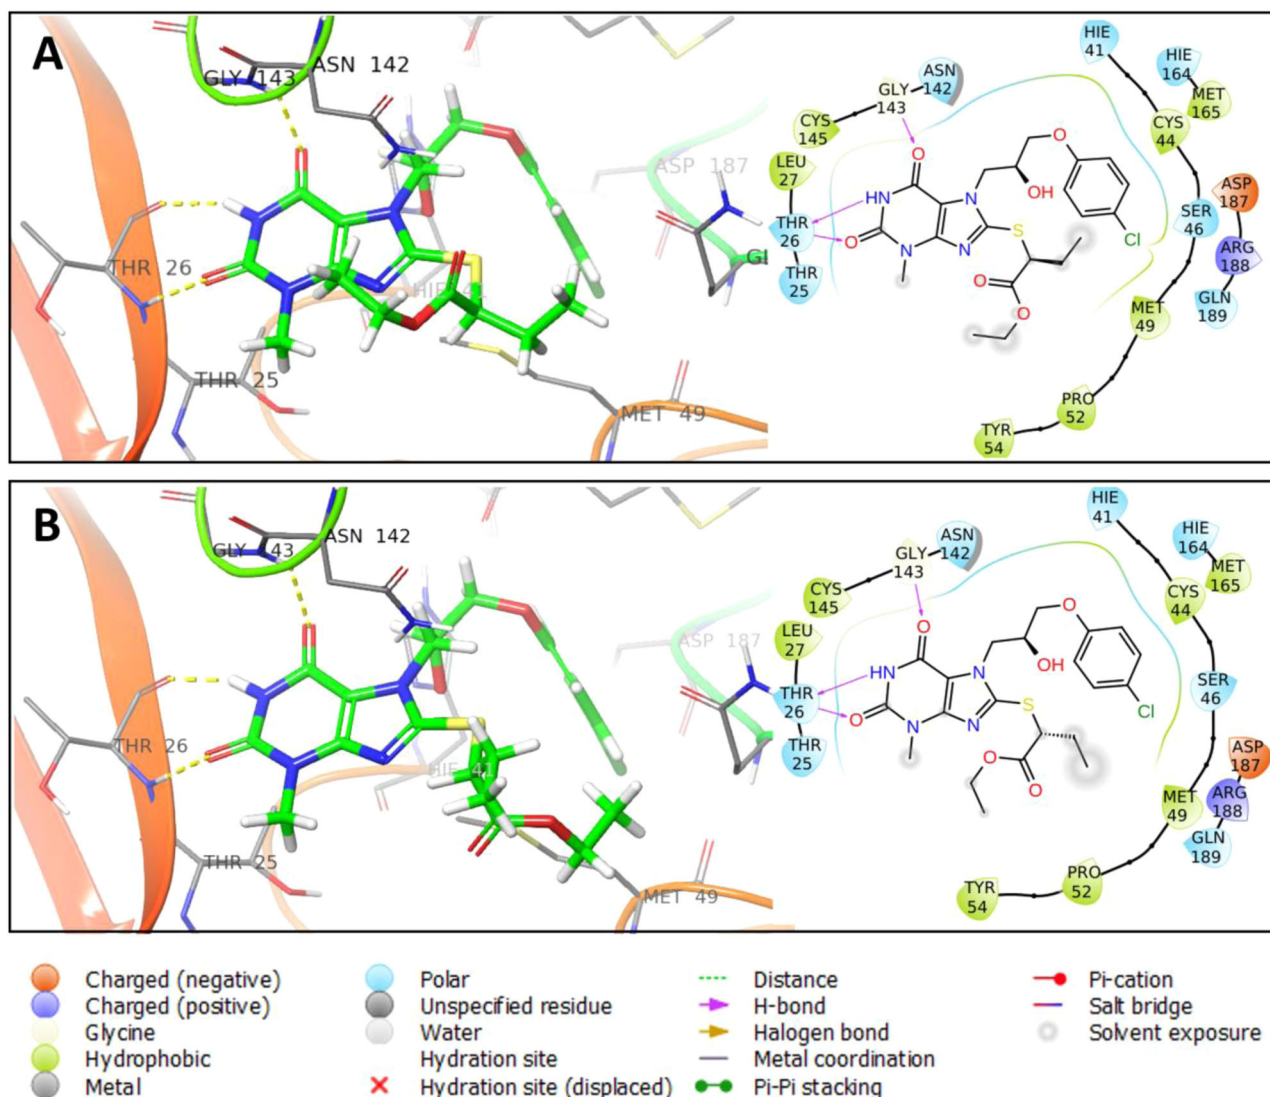 A
GLY 143
ASN 142
ASP 187
THR 26
HIE 41
GL
THR 25
MET 49
HIE
41
HIE
164
ASN
142
GLY
143
MET
165
CYS
145
CYS
44
O
O
LEU
27
N
N
OH
HN
ASP
187
THR
26
SER
46
O
N
N
S
Cl
ARG
188
THR
25
O
O
GLN
189
MET
49
PRO
52
TYR
54
B
GLY 43
ASN 142
ASP 187
THR 26
HIE 41
THR 25
MET 49
HIE
41
HIE
164
ASN
142
GLY
143
MET
165
CYS
145
CYS
44
O
O
LEU
27
N
N
OH
HN
THR
26
SER
46
O
N
N
S
Cl
THR
25
O
O
ASP
187
MET
49
ARG
188
GLN
189
PRO
52
TYR
54
Charged (negative)
Charged (positive)
Glycine
Hydrophobic
Metal
Polar
Unspecified residue
Water
Hydration site
Hydration site (displaced)
Distance
H-bond
Halogen bond
Metal coordination
Pi-Pi stacking
Pi-cation
Salt bridge
Solvent exposure